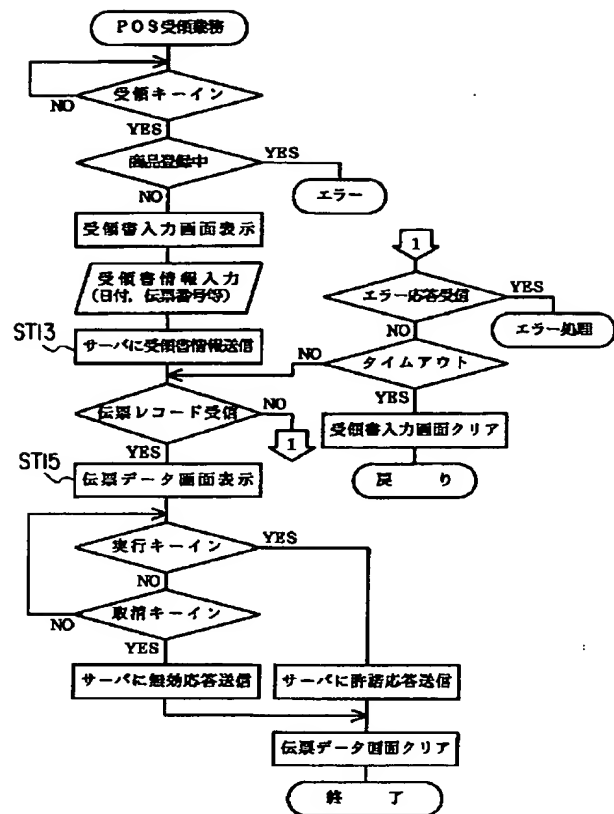 POS受領業務
受領キーイン
NO
YES
商品登録中
YES
エラー
NO
受領書入力画面表示
受領書情報入力
(日付,伝票番号等)
ST13
サーバに受領書情報送信
1
エラー応答受信
YES
エラー処理
NO
タイムアウト
NO
YES
受領書入力画面クリア
戻り
伝票レコード受信
NO
1
YES
ST15
伝票データ画面表示
実行キーイン
YES
NO
取消キーイン
NO
YES
サーバに無効応答送信
サーバに許諾応答送信
伝票データ画面クリア
終了